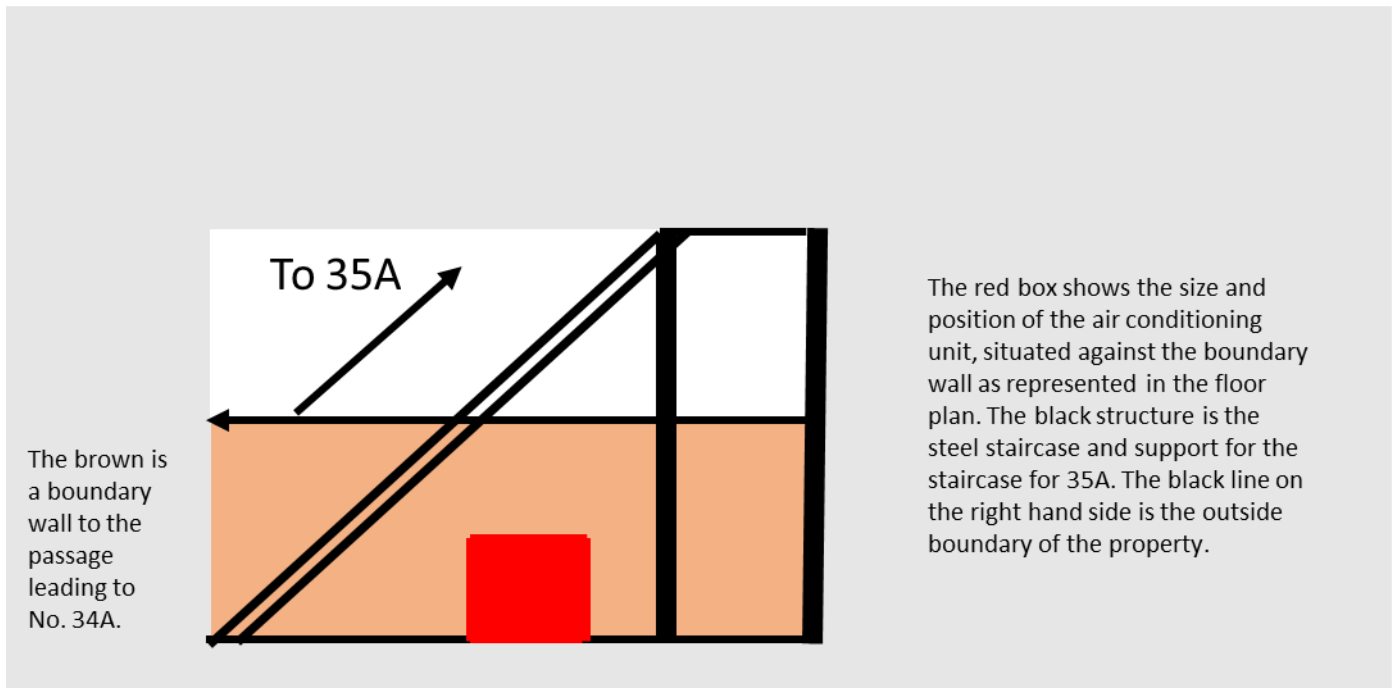 To 35A
The brown is
a boundary
wall to the
passage
leading to
No. 34A.
The red box shows the size and
position of the air conditioning
unit, situated against the boundary
wall as represented in the floor
plan. The black structure is the
steel staircase and support for the
staircase for 35A. The black line on
the right hand side is the outside
boundary of the property.